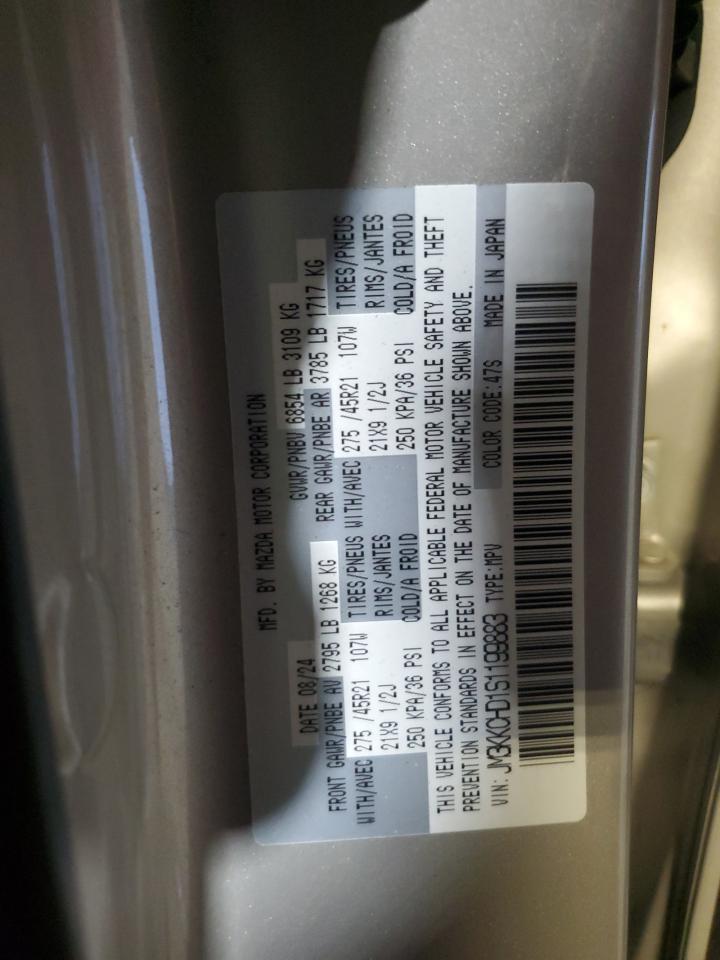 MFD. BY MAZDA MOTOR CORPORATION
DATE 08/24 GVWR/PNBV 6854 LB 3109 KG
FRONT GAWR/PNBE AV 2795 LB 1268 KG REAR GAWR/PNBE AR 3785 LB 1717 KG
WITH/AVEC 275 /45R21 107W TIRES/PNEUS WITH/AVEC 275 /45R21 107W TIRES/PNEUS
21X9 1/2J RIMS/JANTES 21X9 1/2J RIMS/JANTES
250 KPA/36 PSI COLD/A FROID 250 KPA/36 PSI COLD/A FROID
THIS VEHICLE CONFORMS TO ALL APPLICABLE FEDERAL MOTOR VEHICLE SAFETY AND THEFT
PREVENTION STANDARDS IN EFFECT ON THE DATE OF MANUFACTURE SHOWN ABOVE.
VIN: JM3KKCHD1S1199883 TYPE:MPV COLOR CODE:47S MADE IN JAPAN